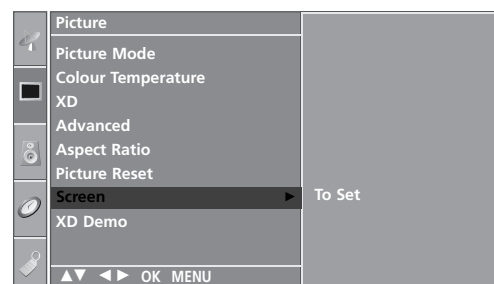 Picture
Picture Mode
Colour Temperature
XD
Advanced
Aspect Ratio
Picture Reset
Screen ► To Set
XD Demo
▲▼ ◄► OK MENU